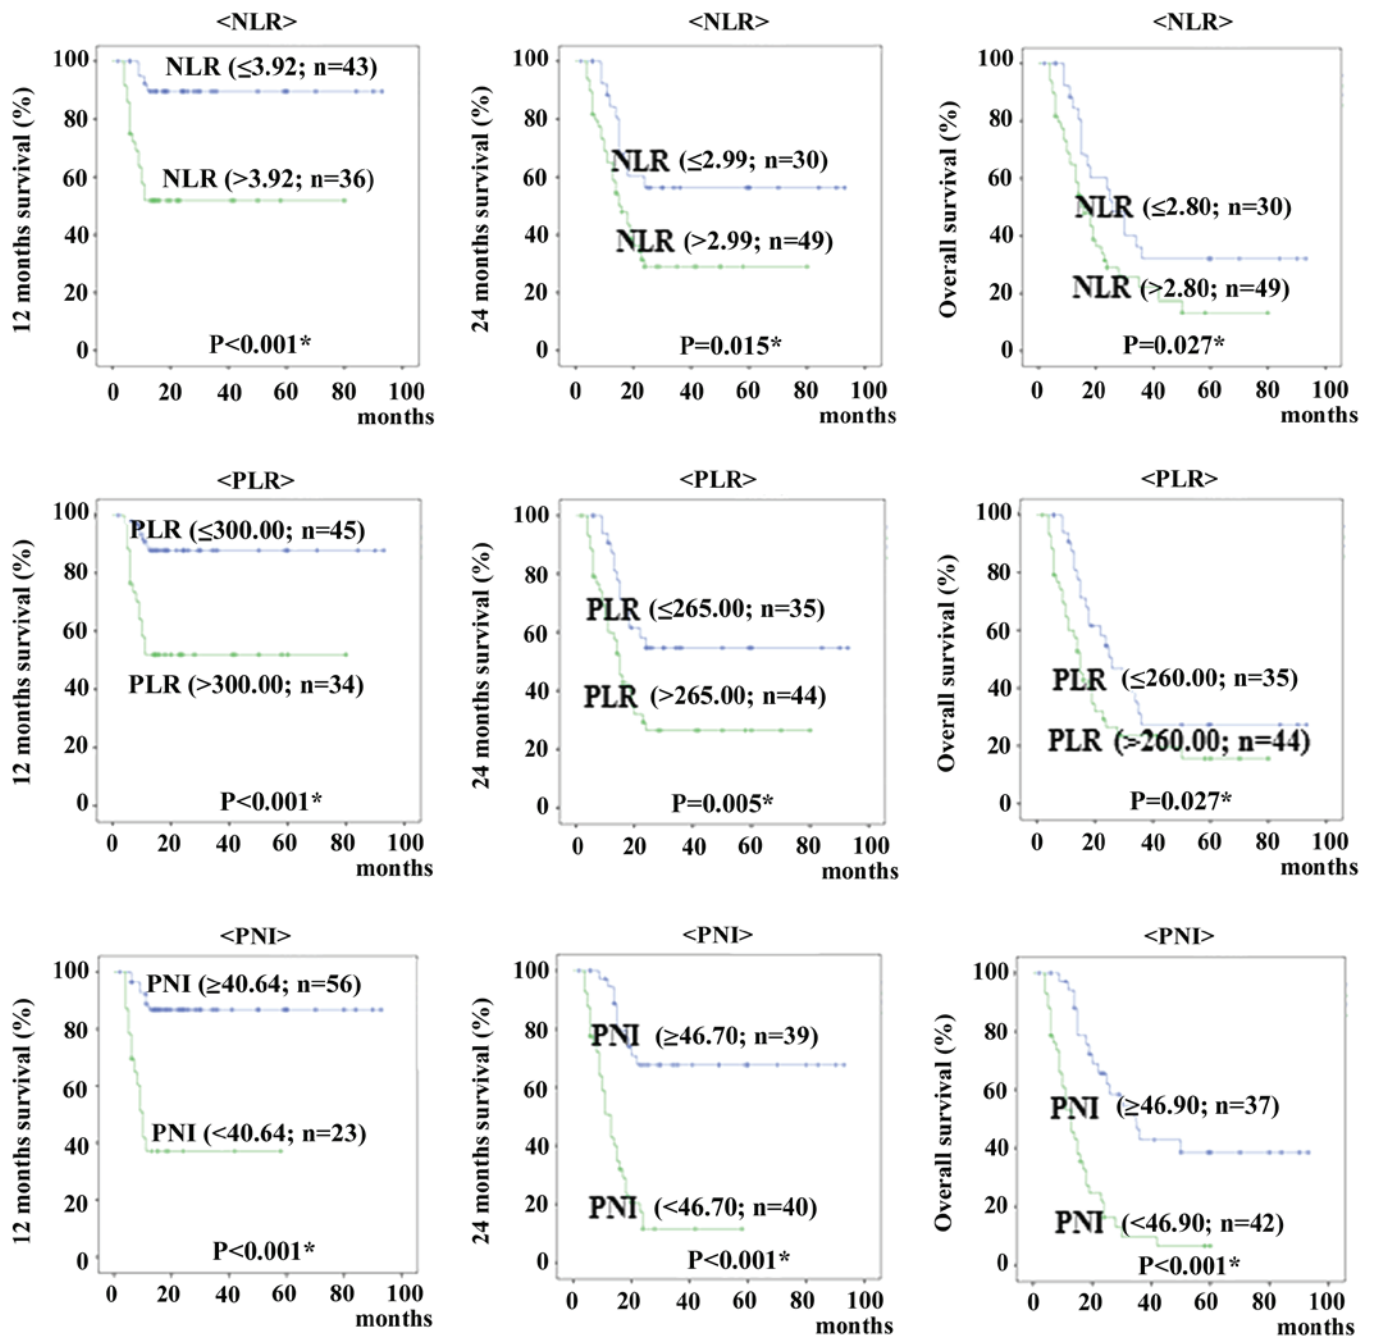 <NLR>
12 months survival (%)
100
80
60
40
20
0
NLR (≤3.92; n=43)
NLR (>3.92; n=36)
P<0.001*
0 20 40 60 80 100
months
<NLR>
24 months survival (%)
100
80
60
40
20
0
NLR (≤2.99; n=30)
NLR (>2.99; n=49)
P=0.015*
0 20 40 60 80 100
months
<NLR>
Overall survival (%)
100
80
60
40
20
0
NLR (≤2.80; n=30)
NLR (>2.80; n=49)
P=0.027*
0 20 40 60 80 100
months
<PLR>
12 months survival (%)
100
80
60
40
20
0
PLR (≤300.00; n=45)
PLR (>300.00; n=34)
P<0.001*
0 20 40 60 80 100
months
<PLR>
24 months survival (%)
100
80
60
40
20
0
PLR (≤265.00; n=35)
PLR (>265.00; n=44)
P=0.005*
0 20 40 60 80 100
months
<PLR>
Overall survival (%)
100
80
60
40
20
0
PLR (≤260.00; n=35)
PLR (>260.00; n=44)
P=0.027*
0 20 40 60 80 100
months
<PNI>
12 months survival (%)
100
80
60
40
20
0
PNI (≥40.64; n=56)
PNI (<40.64; n=23)
P<0.001*
0 20 40 60 80 100
months
<PNI>
24 months survival (%)
100
80
60
40
20
0
PNI (≥46.70; n=39)
PNI (<46.70; n=40)
P<0.001*
0 20 40 60 80 100
months
<PNI>
Overall survival (%)
100
80
60
40
20
0
PNI (≥46.90; n=37)
PNI (<46.90; n=42)
P<0.001*
0 20 40 60 80 100
months